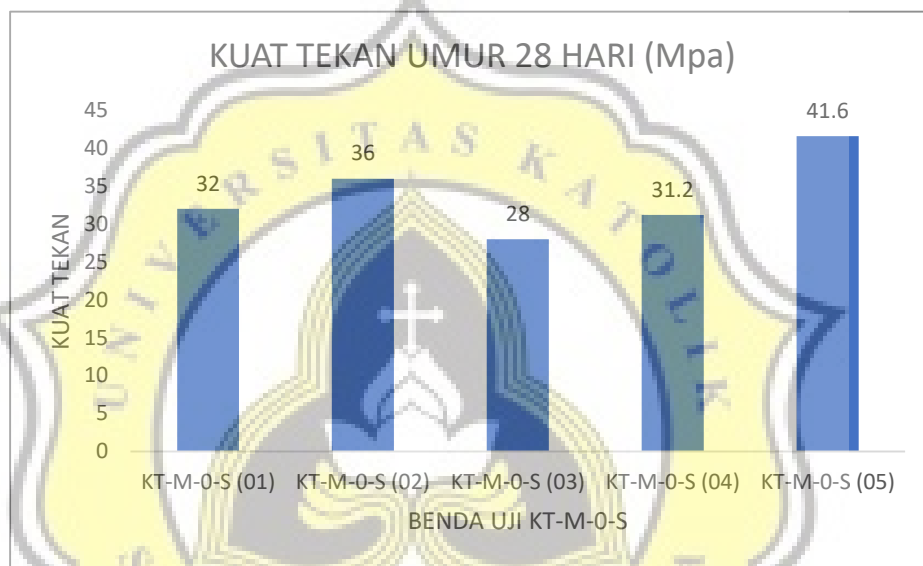 KUAT TEKAN UMUR 28 HARI (Mpa)
UNIVERSITAS KATOLIK
S
KUAT TEKAN
45
40
35
30
25
20
15
10
5
0
32
36
28
31.2
41.6
KT-M-0-S (01) KT-M-0-S (02) KT-M-0-S (03) KT-M-0-S (04) KT-M-0-S (05)
BENDA UJI KT-M-0-S